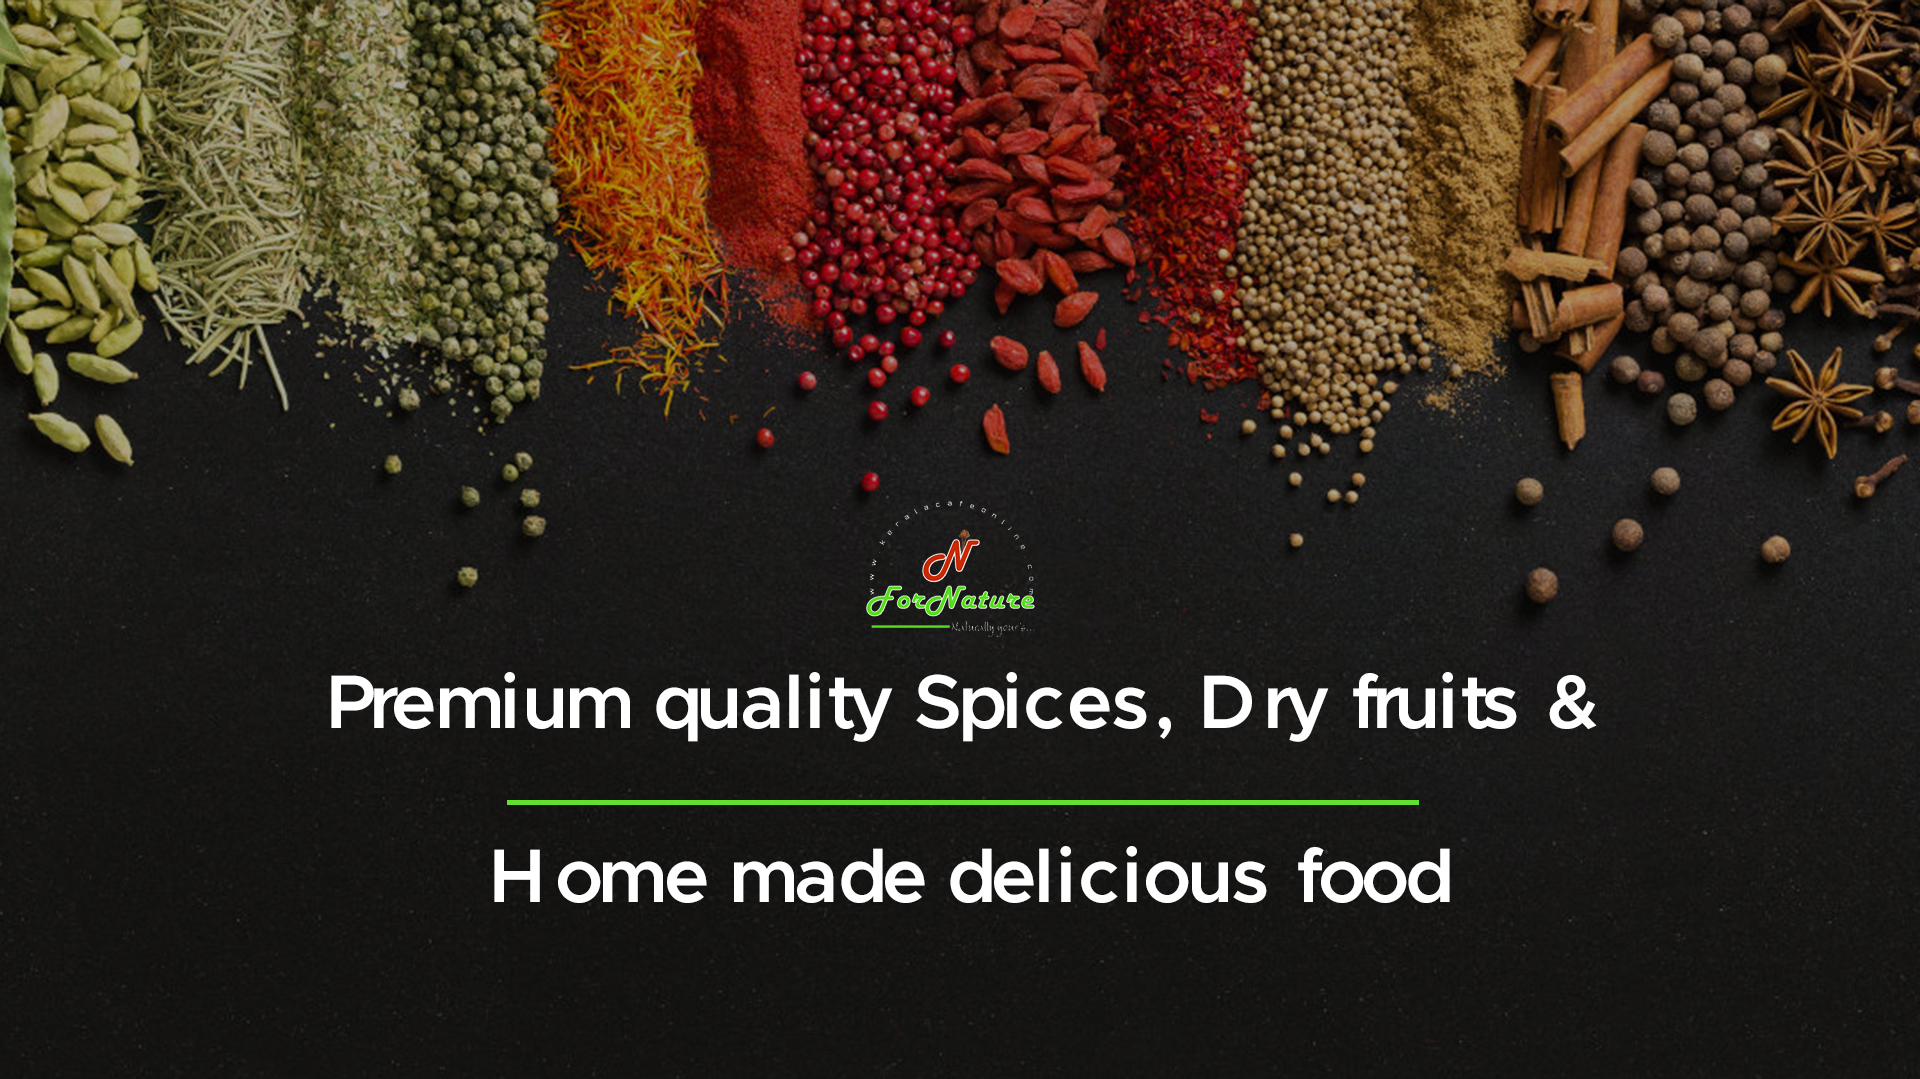 www.keralacafeonline.com
N
ForNature
Naturally your's...
Premium quality Spices, Dry fruits &
Home made delicious food